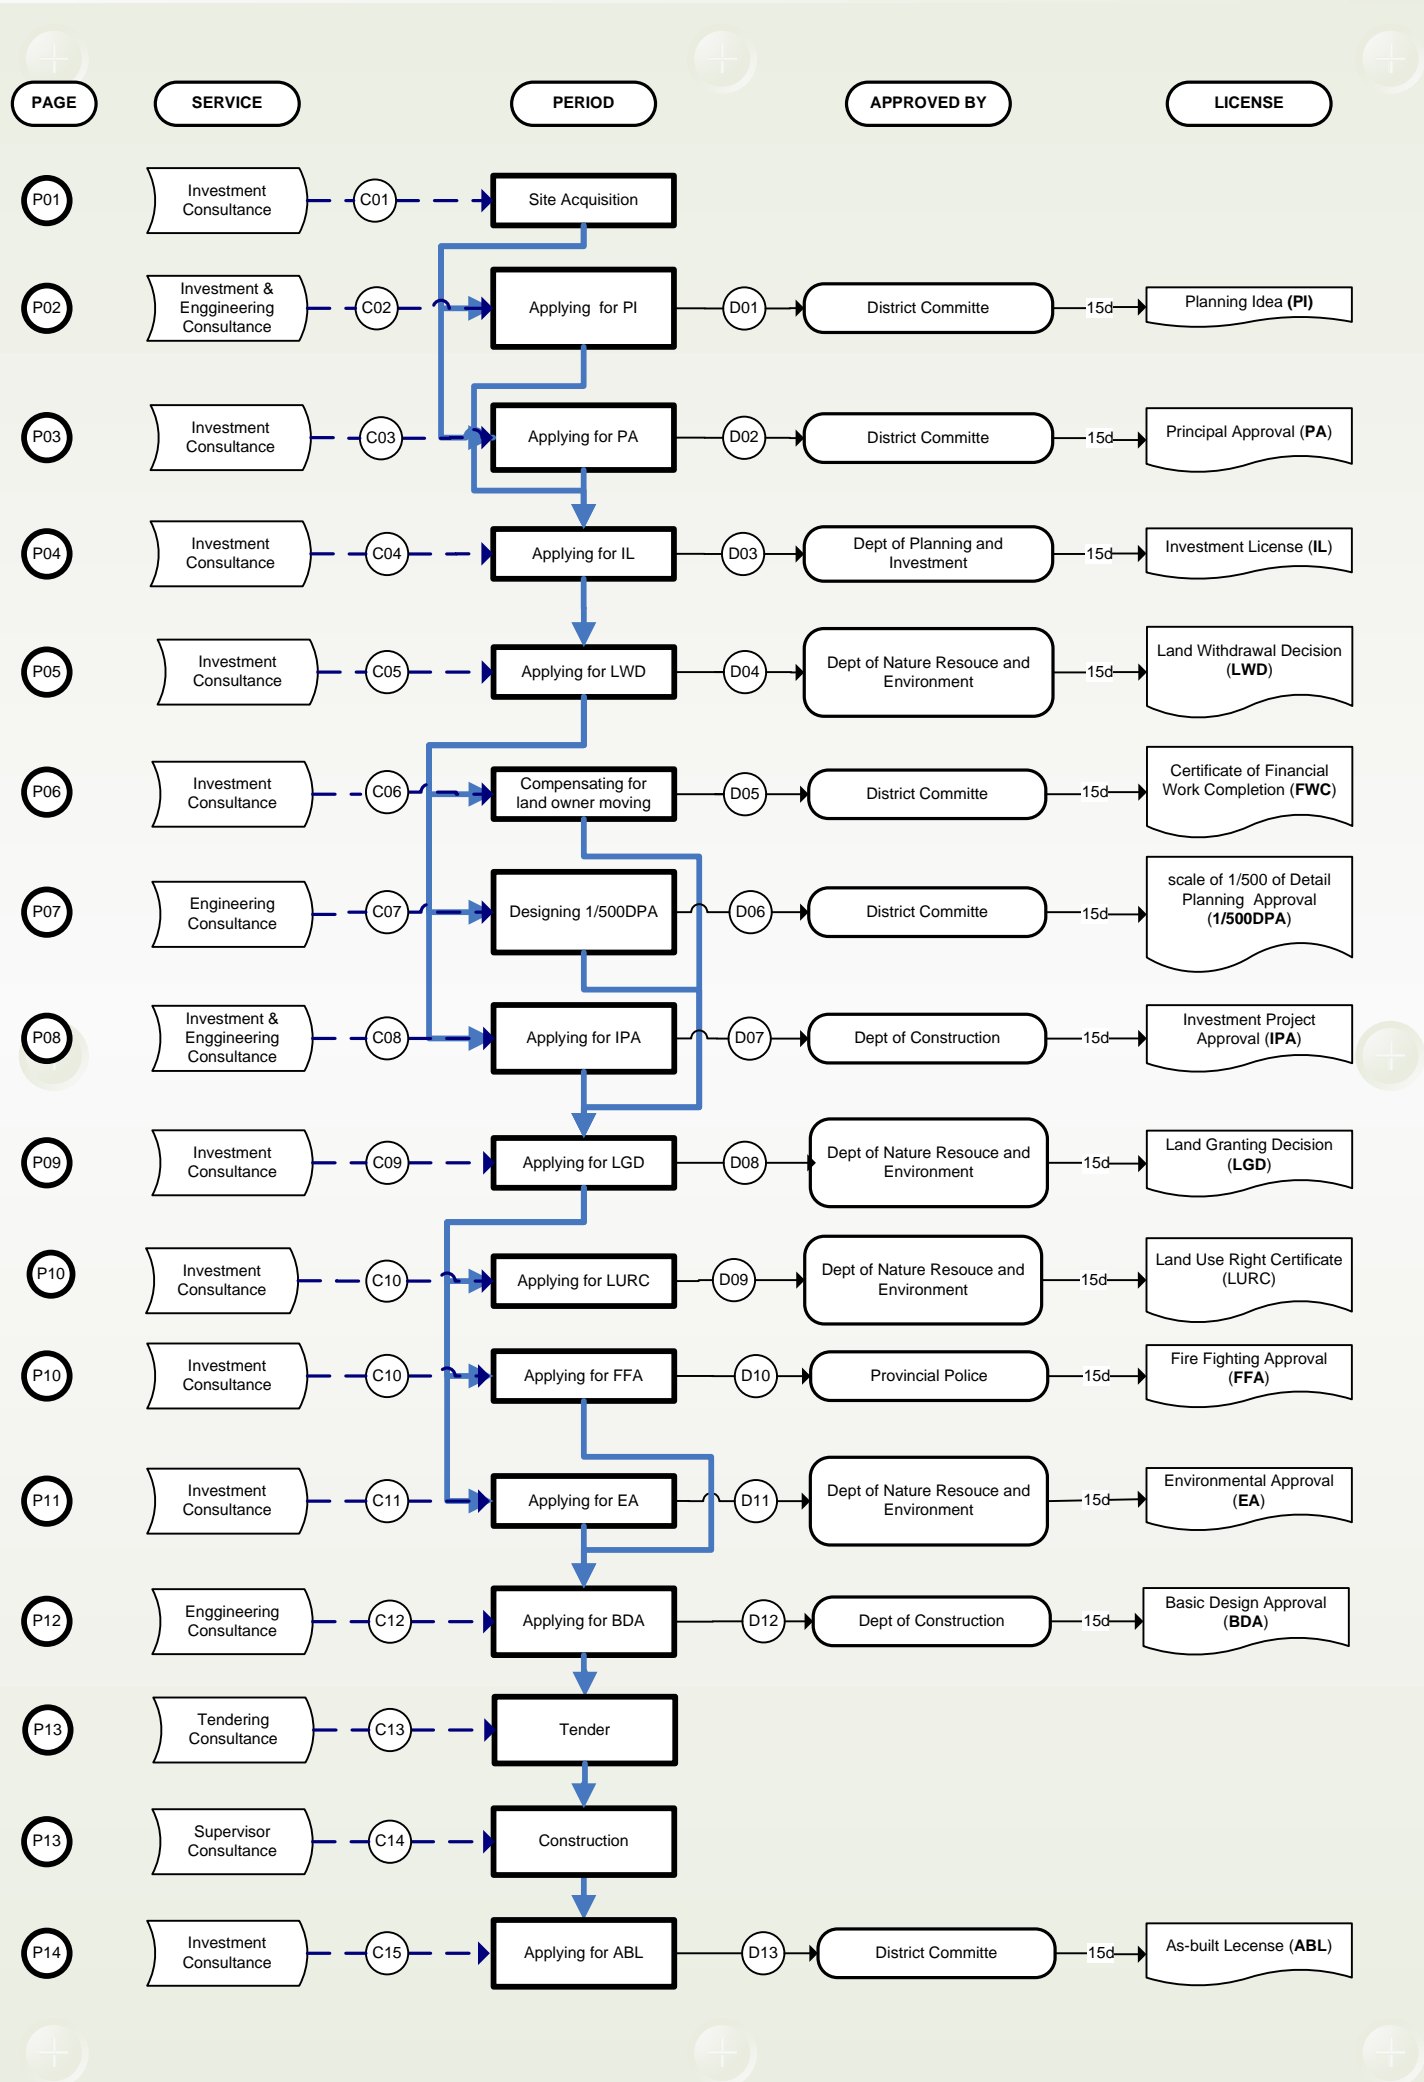 PAGE
SERVICE
PERIOD
APPROVED BY
LICENSE
P01
Investment
Consultance
C01
Site Acquisition
P02
Investment &
Enggineering
Consultance
C02
Applying for PI
D01
District Committe
15d
Planning Idea (PI)
P03
Investment
Consultance
C03
Applying for PA
D02
District Committe
15d
Principal Approval (PA)
P04
Investment
Consultance
C04
Applying for IL
D03
Dept of Planning and
Investment
15d
Investment License (IL)
P05
Investment
Consultance
C05
Applying for LWD
D04
Dept of Nature Resouce and
Environment
15d
Land Withdrawal Decision
(LWD)
P06
Investment
Consultance
C06
Compensating for
land owner moving
D05
District Committe
15d
Certificate of Financial
Work Completion (FWC)
P07
Engineering
Consultance
C07
Designing 1/500DPA
D06
District Committe
15d
scale of 1/500 of Detail
Planning Approval
(1/500DPA)
P08
Investment &
Enggineering
Consultance
C08
Applying for IPA
D07
Dept of Construction
15d
Investment Project
Approval (IPA)
P09
Investment
Consultance
C09
Applying for LGD
D08
Dept of Nature Resouce and
Environment
15d
Land Granting Decision
(LGD)
P10
Investment
Consultance
C10
Applying for LURC
D09
Dept of Nature Resouce and
Environment
15d
Land Use Right Certificate
(LURC)
P10
Investment
Consultance
C10
Applying for FFA
D10
Provincial Police
15d
Fire Fighting Approval
(FFA)
P11
Investment
Consultance
C11
Applying for EA
D11
Dept of Nature Resouce and
Environment
15d
Environmental Approval
(EA)
P12
Enggineering
Consultance
C12
Applying for BDA
D12
Dept of Construction
15d
Basic Design Approval
(BDA)
P13
Tendering
Consultance
C13
Tender
P13
Supervisor
Consultance
C14
Construction
P14
Investment
Consultance
C15
Applying for ABL
D13
District Committe
15d
As-built Lecense (ABL)